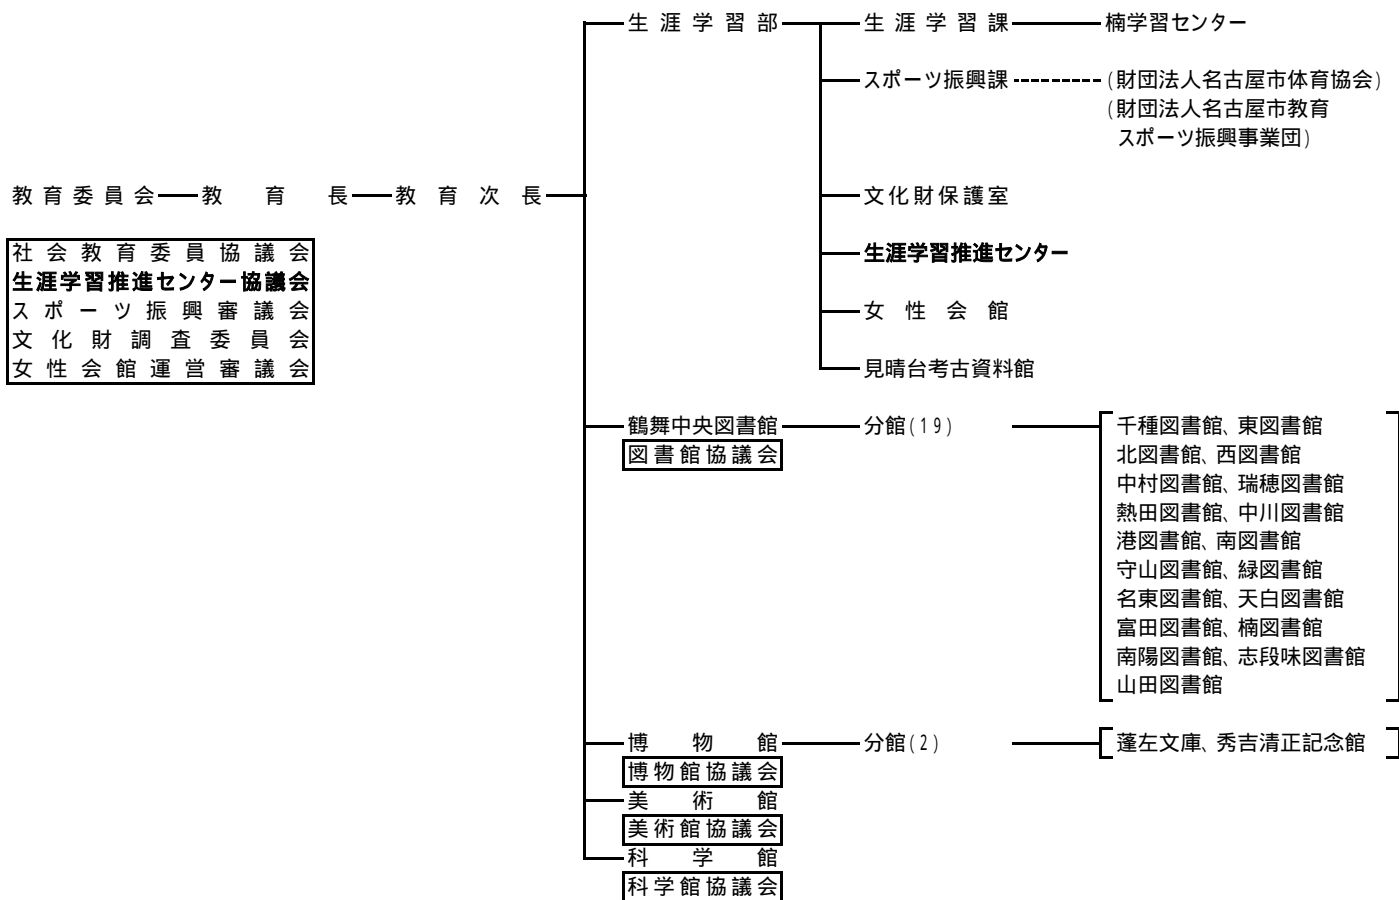 生涯学習部 生涯学習課 楠学習センター
スポーツ振興課 (財団法人名古屋市体育協会)
(財団法人名古屋市教育
スポーツ振興事業団)
教育委員会 教育長 教育次長 文化財保護室
社会教育委員協議会 生涯学習推進センター
生涯学習推進センター協議会
スポーツ振興審議会 女性会館
文化財調査委員会
女性会館運営審議会 見晴台考古資料館
鶴舞中央図書館 分館(19) 千種図書館、東図書館
図書館協議会 北図書館、西図書館
中村図書館、瑞穂図書館
熱田図書館、中川図書館
港図書館、南図書館
守山図書館、緑図書館
名東図書館、天白図書館
富田図書館、楠図書館
南陽図書館、志段味図書館
山田図書館
博物館 分館(2) 蓬左文庫、秀吉清正記念館
博物館協議会
美術館
美術館協議会
科学館
科学館協議会